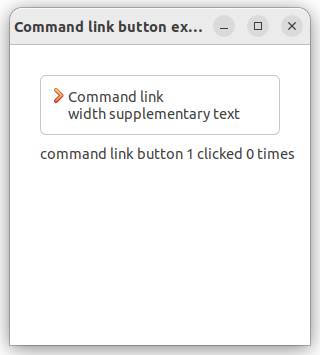 Command link button ex...
Command link
width supplementary text
command link button 1 clicked 0 times